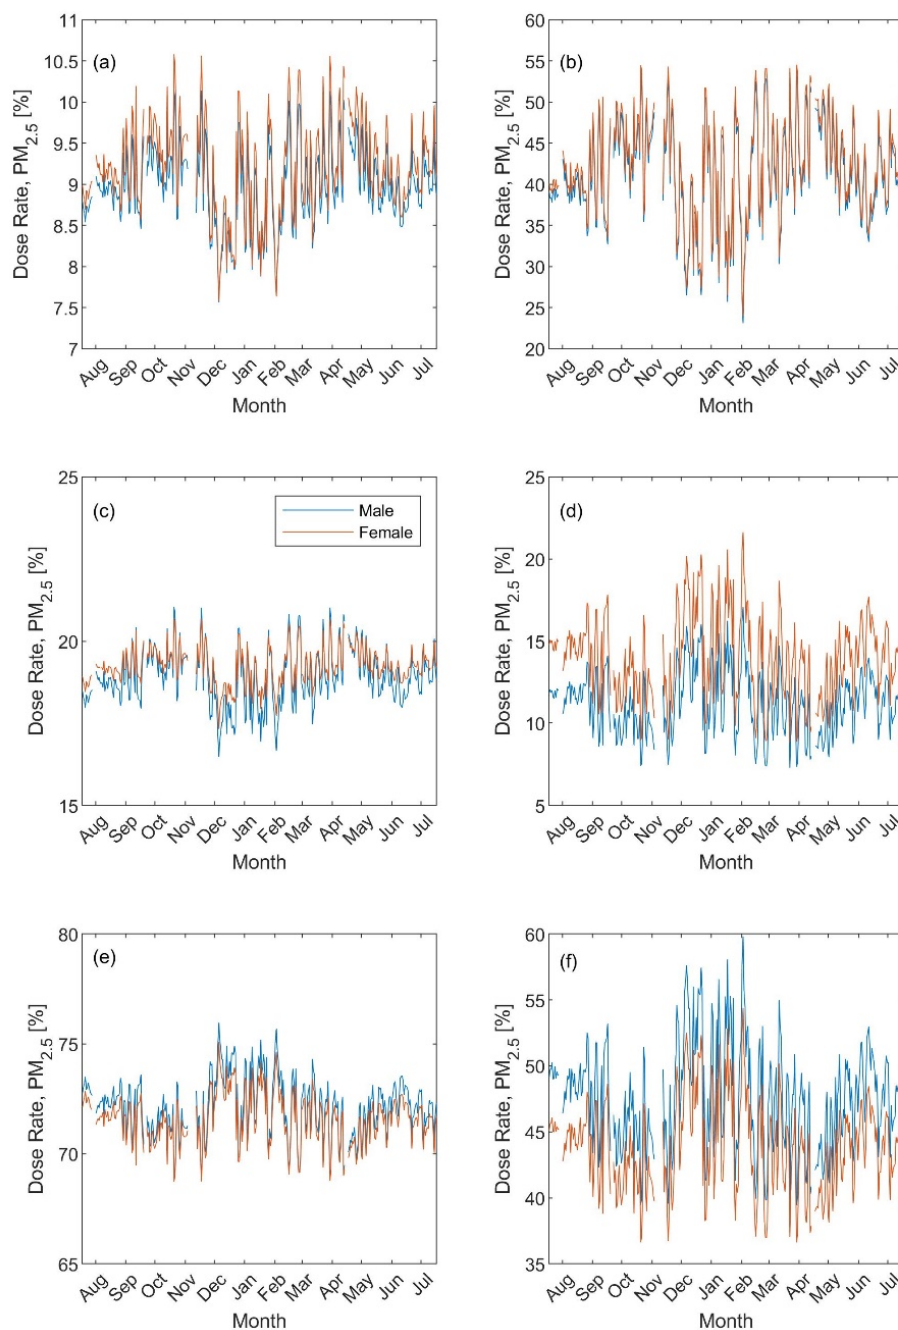 (a)
Dose Rate, PM2.5 [%]
11
10.5
10
9.5
9
8.5
8
7.5
7
Aug Sep Oct Nov Dec Jan Feb Mar Apr May Jun Jul
Month
(b)
Dose Rate, PM2.5 [%]
60
55
50
45
40
35
30
25
20
Aug Sep Oct Nov Dec Jan Feb Mar Apr May Jun Jul
Month
(c)
Male
Female
Dose Rate, PM2.5 [%]
25
20
15
Aug Sep Oct Nov Dec Jan Feb Mar Apr May Jun Jul
Month
(d)
Dose Rate, PM2.5 [%]
25
20
15
10
5
Aug Sep Oct Nov Dec Jan Feb Mar Apr May Jun Jul
Month
(e)
Dose Rate, PM2.5 [%]
80
75
70
65
Aug Sep Oct Nov Dec Jan Feb Mar Apr May Jun Jul
Month
(f)
Dose Rate, PM2.5 [%]
60
55
50
45
40
35
Aug Sep Oct Nov Dec Jan Feb Mar Apr May Jun Jul
Month